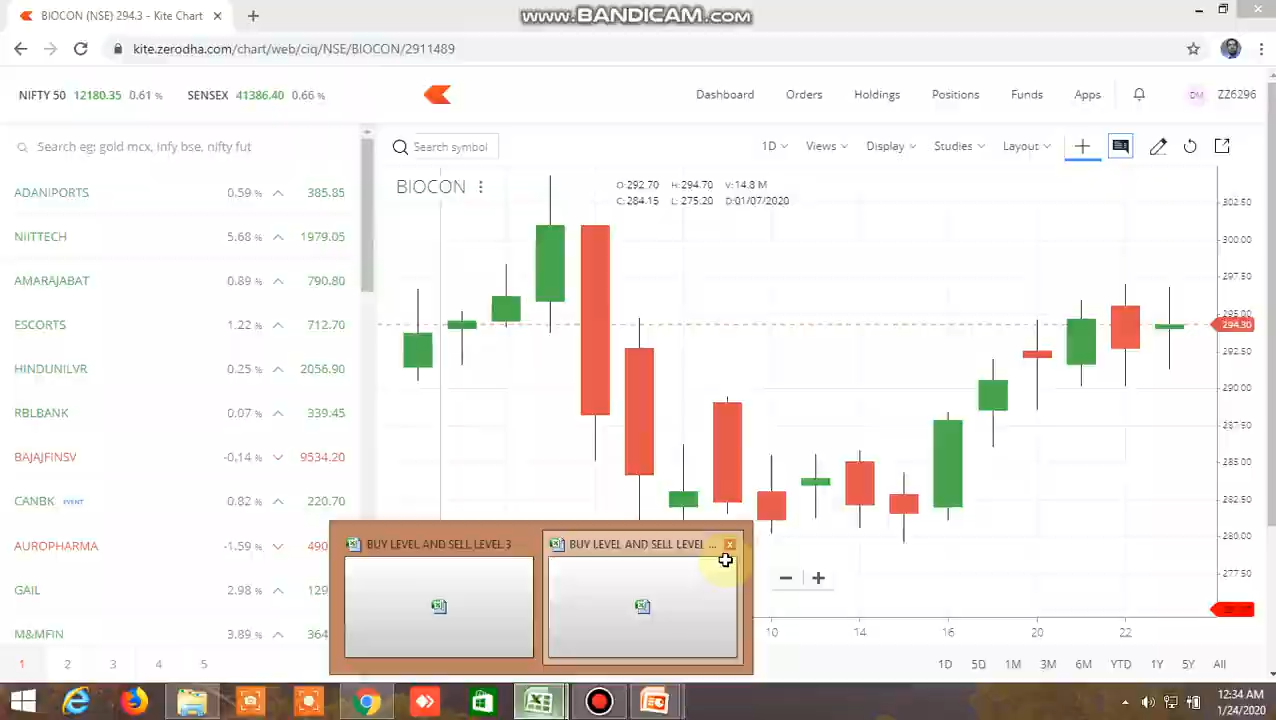 BIOCON (NSE) 294.3 - Kite Chart
www.BANDICAM.com
kite.zerodha.com/chart/web/ciq/NSE/BIOCON/2911489
NIFTY 50 12180.35 0.61 % SENSEX 41386.40 0.66 %
Dashboard Orders Holdings Positions Funds Apps DM ZZ6296
Search eg: gold mcx, infy bse, nifty fut
Search symbol 1D Views Display Studies Layout
BIOCON
O:292.70 H:294.70 V:14.8 M
C:284.15 L:275.20 D:01/07/2020
ADANIPORTS 0.59 % 385.85
NIITTECH 5.68 % 1979.05
AMARAJABAT 0.89 % 790.80
ESCORTS 1.22 % 712.70
HINDUNILVR 0.25 % 2056.90
RBLBANK 0.07 % 339.45
BAJAJFINSV -0.14 % 9534.20
CANBK EVENT 0.82 % 220.70
AUROPHARMA -1.59 % 490
GAIL 2.98 % 129
M&MFIN 3.89 % 364
302.50
300.00
297.50
295.00
294.30
292.50
290.00
287.50
285.00
282.50
280.00
277.50
BUY LEVEL AND SELL LEVEL 3
BUY LEVEL AND SELL LEVEL ...
10 14 16 20 22
1 2 3 4 5
1D 5D 1M 3M 6M YTD 1Y 5Y All
12:34 AM
1/24/2020